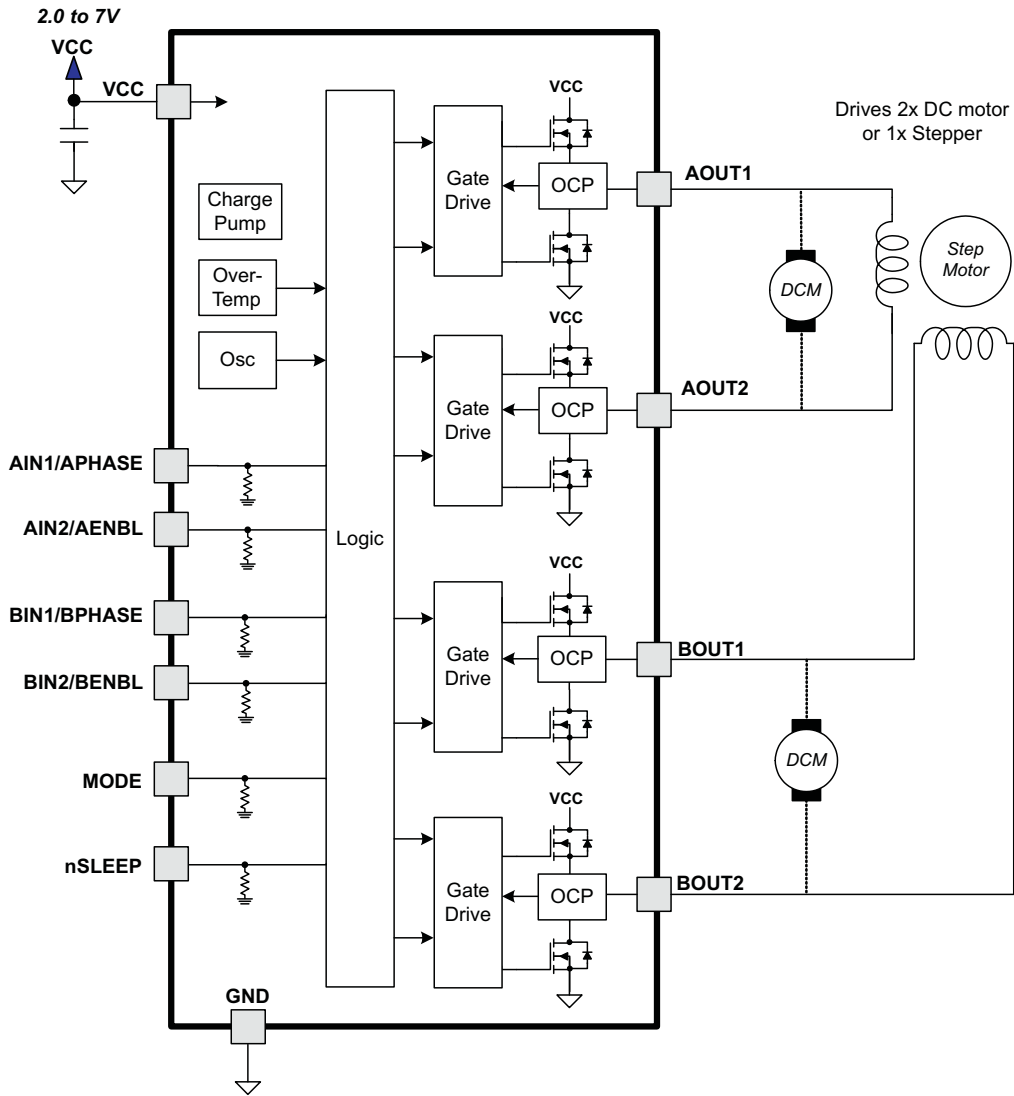 2.0 to 7V
VCC
VCC
Drives 2x DC motor
or 1x Stepper
Charge
Pump
Over-
Temp
Osc
Logic
Gate
Drive
VCC
OCP
AOUT1
DCM
Step
Motor
Gate
Drive
VCC
OCP
AOUT2
AIN1/APHASE
AIN2/AENBL
BIN1/BPHASE
BIN2/BENBL
MODE
nSLEEP
Gate
Drive
VCC
OCP
BOUT1
DCM
Gate
Drive
VCC
OCP
BOUT2
GND